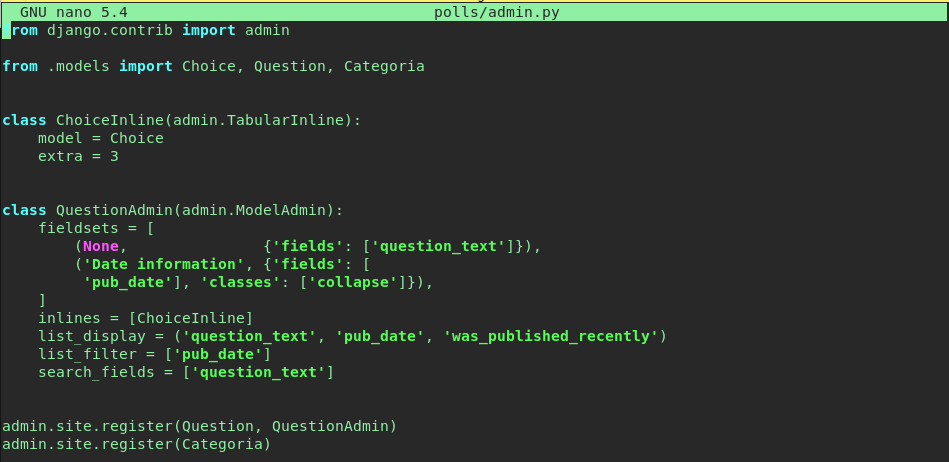 GNU nano 5.4 polls/admin.py
from django.contrib import admin
from .models import Choice, Question, Categoria
class ChoiceInline(admin.TabularInline):
    model = Choice
    extra = 3
class QuestionAdmin(admin.ModelAdmin):
    fieldsets = [
        (None,               {'fields': ['question_text']}),
        ('Date information', {'fields': [
         'pub_date'], 'classes': ['collapse']}),
    ]
    inlines = [ChoiceInline]
    list_display = ('question_text', 'pub_date', 'was_published_recently')
    list_filter = ['pub_date']
    search_fields = ['question_text']
admin.site.register(Question, QuestionAdmin)
admin.site.register(Categoria)